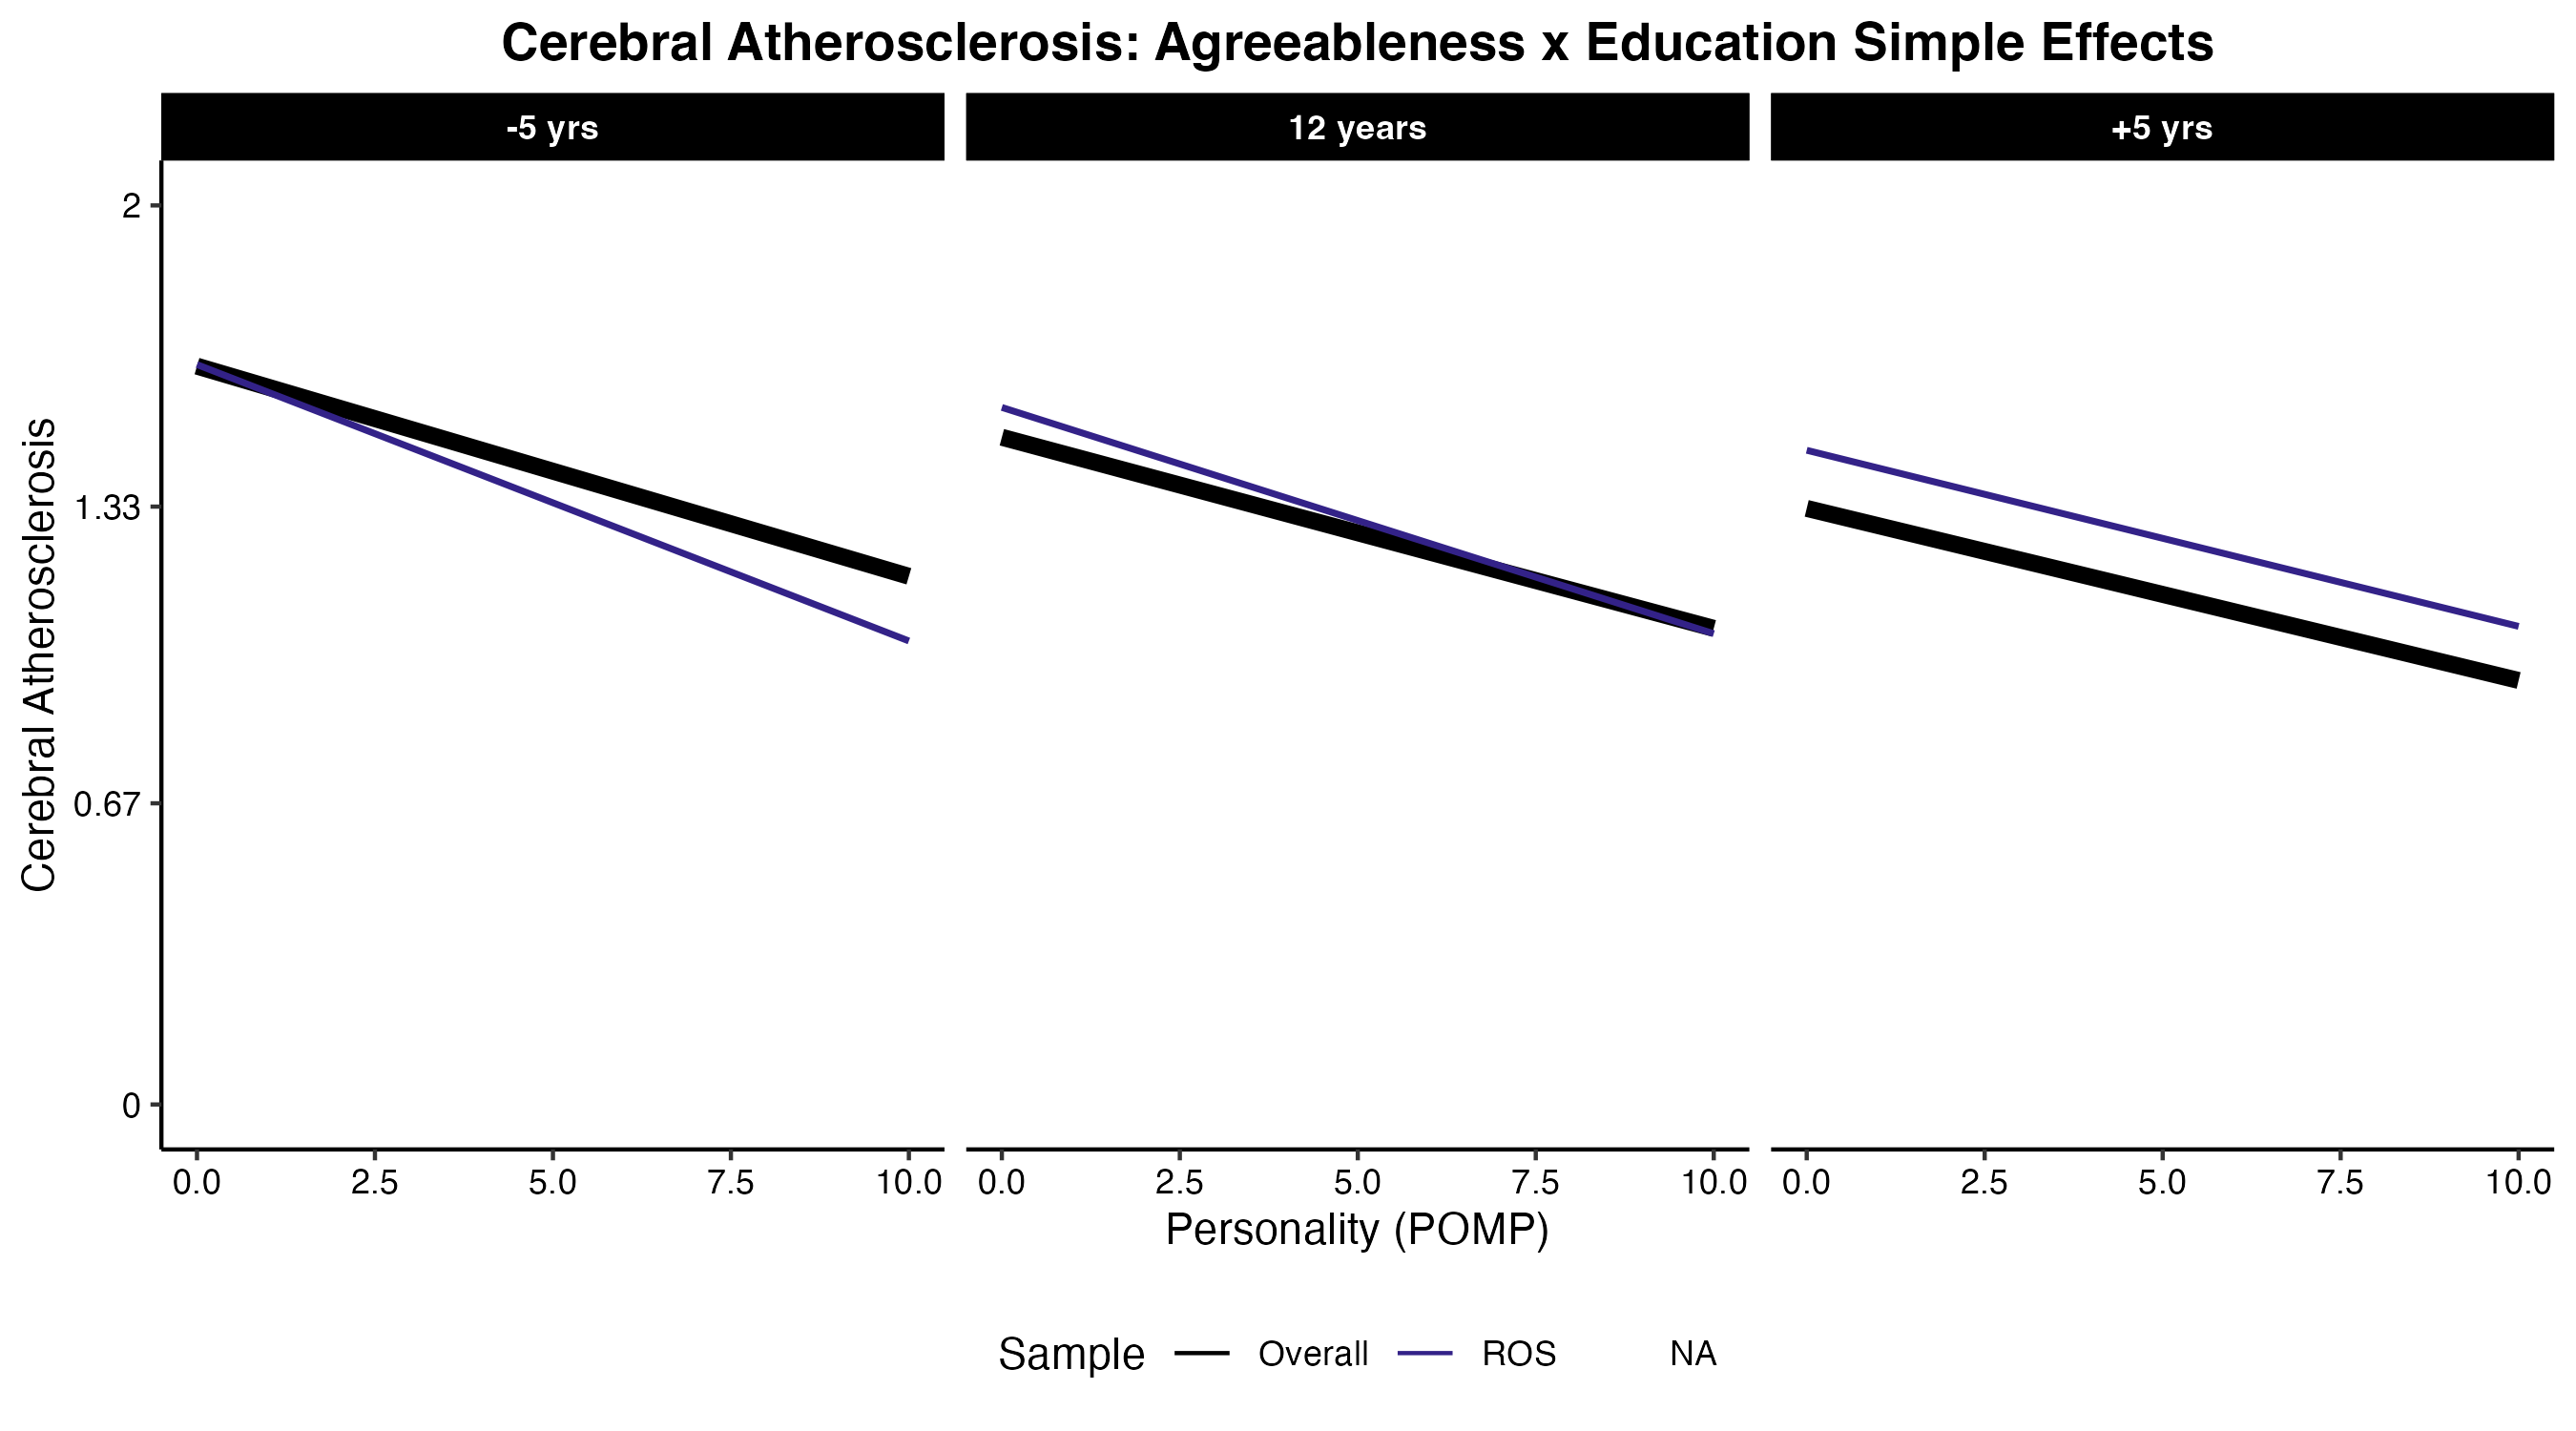 Cerebral Atherosclerosis: Agreeableness x Education Simple Effects
-5 yrs
12 years
+5 yrs
Cerebral Atherosclerosis
2
1.33
0.67
0
0.0 2.5 5.0 7.5 10.0
0.0 2.5 5.0 7.5 10.0
0.0 2.5 5.0 7.5 10.0
Personality (POMP)
Sample Overall ROS NA